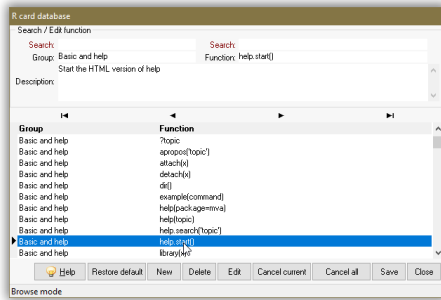 R card database
Search / Edit function
Search: Search:
Group: Basic and help Function: help.start()
Description: Start the HTML version of help
Group Function
Basic and help ?topic
Basic and help apropos('topic')
Basic and help attach(x)
Basic and help detach(x)
Basic and help dir()
Basic and help example(command)
Basic and help help(package=mva)
Basic and help help(topic)
Basic and help help.search('topic')
Basic and help help.start()
Basic and help
Help Restore default New Delete Edit Cancel current Cancel all Save Close
Browse mode